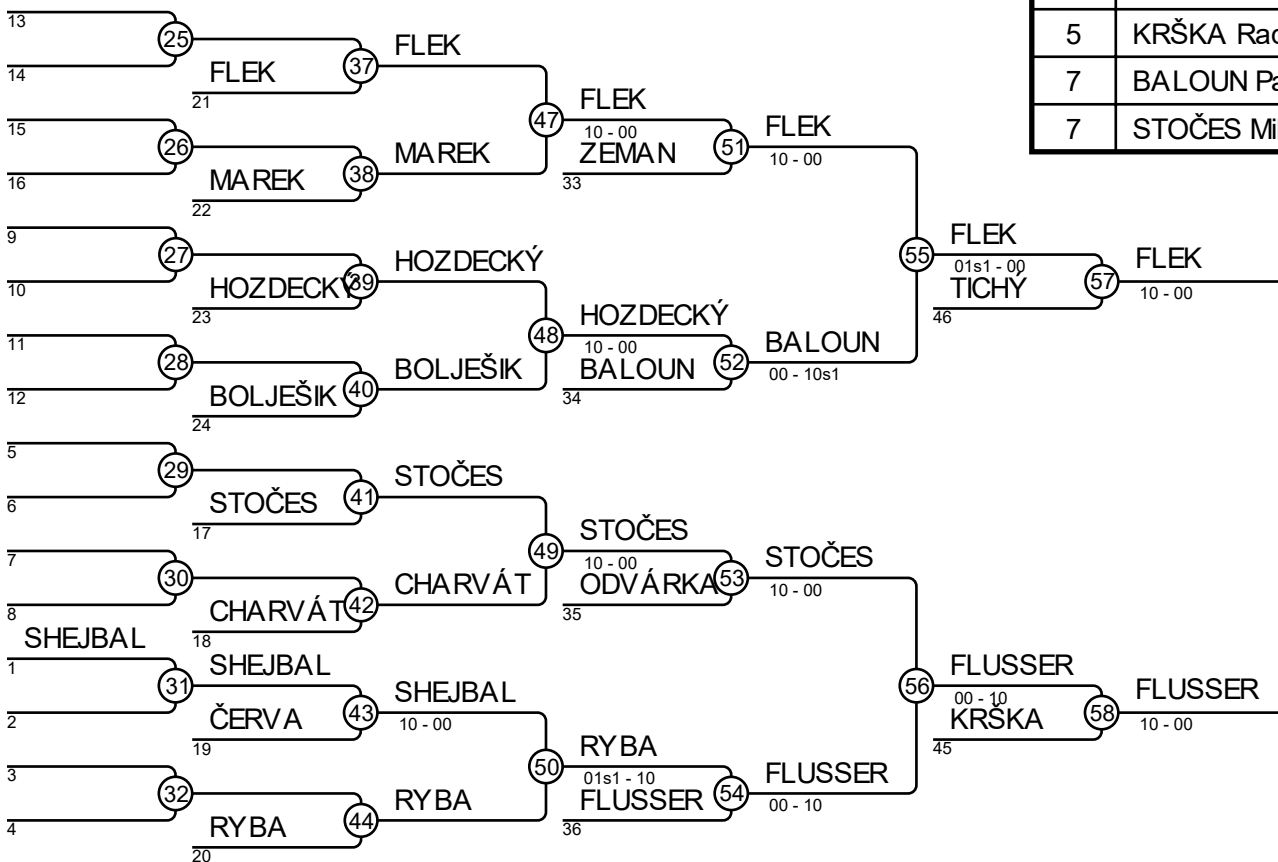 13
25
14
FLEK
21
37
FLEK
15
26
16
MAREK
22
38
MAREK
47
FLEK
10 - 00
ZEMAN
33
51
FLEK
10 - 00
9
27
10
HOZDECKÝ
23
39
HOZDECKÝ
11
28
12
BOLJEŠIK
24
40
BOLJEŠIK
48
HOZDECKÝ
10 - 00
BALOUN
34
52
BALOUN
00 - 10s1
55
FLEK
01s1 - 00
TICHÝ
46
57
FLEK
10 - 00
5
29
6
STOČES
17
41
STOČES
7
30
8
CHARVÁT
18
42
CHARVÁT
49
STOČES
10 - 00
ODVÁRKA
35
53
STOČES
10 - 00
SHEJBAL
1
31
2
SHEJBAL
ČERVA
19
43
SHEJBAL
10 - 00
3
32
4
RYBA
20
44
RYBA
50
RYBA
01s1 - 10
FLUSSER
36
54
FLUSSER
00 - 10
56
FLUSSER
00 - 10
KRŠKA
45
58
FLUSSER
10 - 00
5 KRŠKA
7 BALOUN
7 STOČES